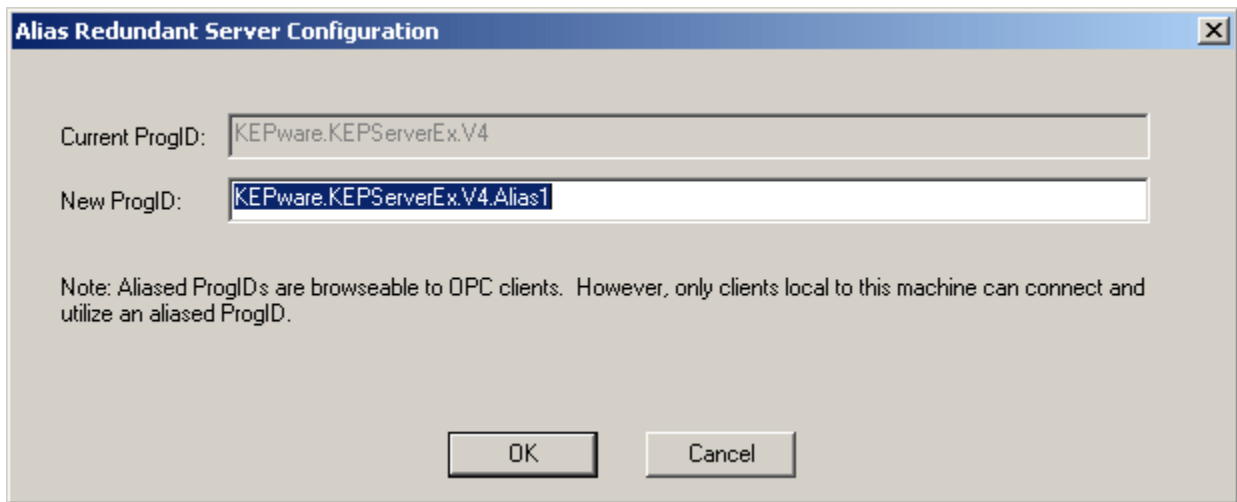 Alias Redundant Server Configuration
Current ProgID: KEPware.KEPServerEx.V4
New ProgID: KEPware.KEPServerEx.V4.Alias1
Note: Aliased ProgIDs are browseable to OPC clients.  However, only clients local to this machine can connect and
utilize an aliased ProgID.
OK Cancel